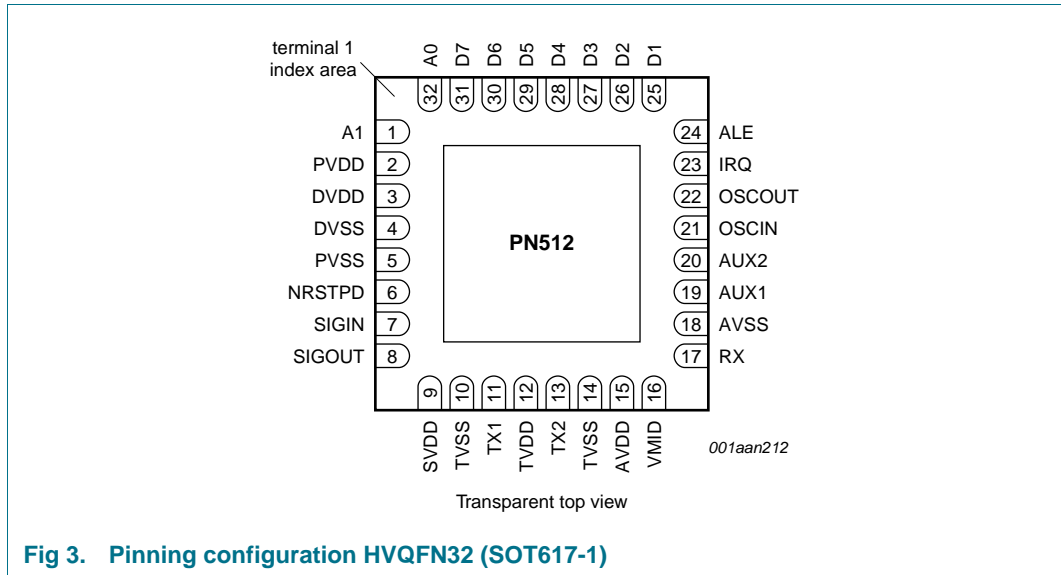 terminal 1
index area
A0
D7
D6
D5
D4
D3
D2
D1
32
31
30
29
28
27
26
25
A1 1
PVDD 2
DVDD 3
DVSS 4
PVSS 5
NRSTPD 6
SIGIN 7
SIGOUT 8
PN512
24 ALE
23 IRQ
22 OSCOUT
21 OSCIN
20 AUX2
19 AUX1
18 AVSS
17 RX
9
10
11
12
13
14
15
16
SVDD
TVSS
TX1
TVDD
TX2
TVSS
AVDD
VMID
001aan212
Transparent top view
Fig 3. Pinning configuration HVQFN32 (SOT617-1)